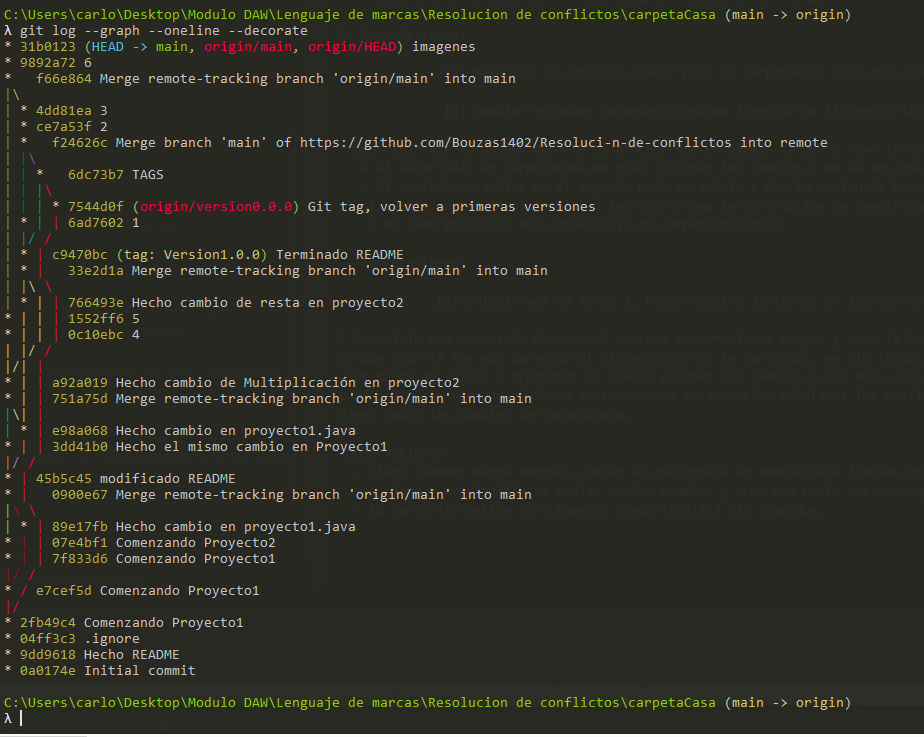 C:\Users\carlo\Desktop\Modulo DAW\Lenguaje de marcas\Resolucion de conflictos\carpetaCasa (main -> origin)
λ git log --graph --oneline --decorate
* 31b0123 (HEAD -> main, origin/main, origin/HEAD) imagenes
* 9892a72 6
*   f66e864 Merge remote-tracking branch 'origin/main' into main
|\
| * 4dd81ea 3
| * ce7a53f 2
| *   f24626c Merge branch 'main' of https://github.com/Bouzas1402/Resoluci-n-de-conflictos into remote
| |\
| | *   6dc73b7 TAGS
| | |\
| | | * 7544d0f (origin/version0.0.0) Git tag, volver a primeras versiones
| * | | 6ad7602 1
| |/ /
| * | c9470bc (tag: Version1.0.0) Terminado README
| * |   33e2d1a Merge remote-tracking branch 'origin/main' into main
| |\ \
| * | | 766493e Hecho cambio de resta en proyecto2
* | | | 1552ff6 5
* | | | 0c10ebc 4
| |/ /
|/| |
* | | a92a019 Hecho cambio de Multiplicación en proyecto2
* | | 751a75d Merge remote-tracking branch 'origin/main' into main
|\| |
| * | e98a068 Hecho cambio en proyecto1.java
* | | 3dd41b0 Hecho el mismo cambio en Proyecto1
|/ /
* | 45b5c45 modificado README
* |   0900e67 Merge remote-tracking branch 'origin/main' into main
|\ \
| * | 89e17fb Hecho cambio en proyecto1.java
* | | 07e4bf1 Comenzando Proyecto2
* | | 7f833d6 Comenzando Proyecto1
|/ /
* / e7cef5d Comenzando Proyecto1
|/
* 2fb49c4 Comenzando Proyecto1
* 04ff3c3 .ignore
* 9dd9618 Hecho README
* 0a0174e Initial commit
C:\Users\carlo\Desktop\Modulo DAW\Lenguaje de marcas\Resolucion de conflictos\carpetaCasa (main -> origin)
λ